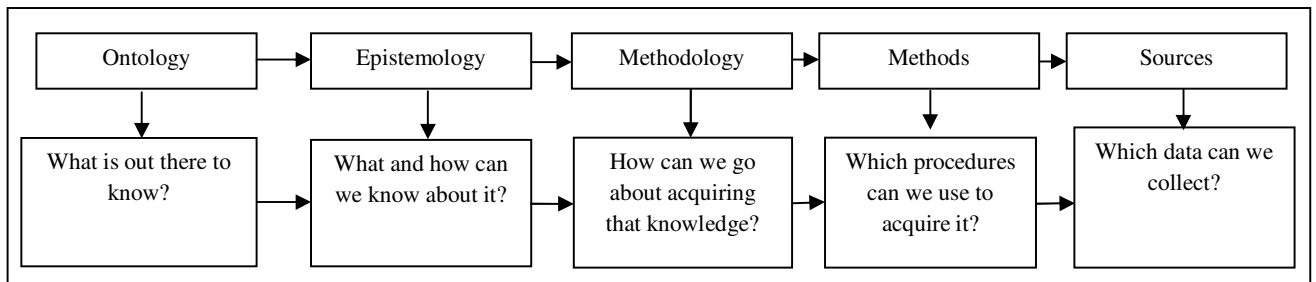 Ontology
Epistemology
Methodology
Methods
Sources
What is out there to
know?
What and how can
we know about it?
How can we go
about acquiring
that knowledge?
Which procedures
can we use to
acquire it?
Which data can we
collect?